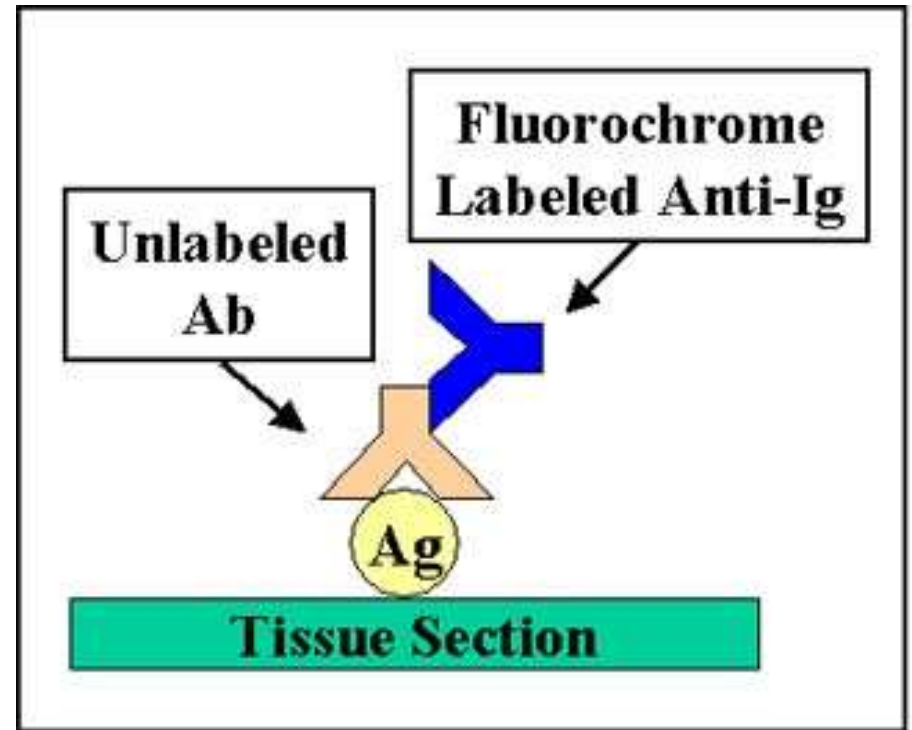 Fluorochrome
Labeled Anti-Ig
Unlabeled
Ab
Ag
Tissue Section